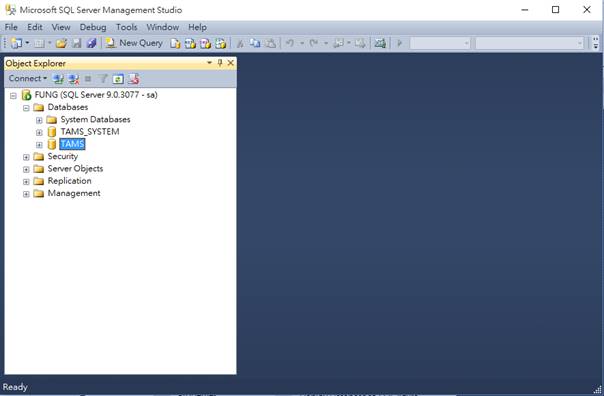 Microsoft SQL Server Management Studio
File Edit View Debug Tools Window Help
New Query
Object Explorer
Connect
FUNG (SQL Server 9.0.3077 - sa)
Databases
System Databases
TAMS_SYSTEM
TAMS
Security
Server Objects
Replication
Management
Ready